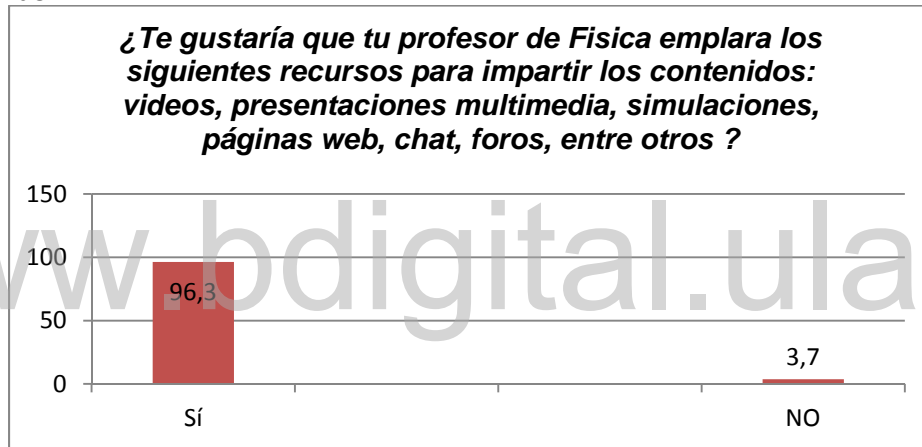 ¿Te gustaría que tu profesor de Fisica emplara los
siguientes recursos para impartir los contenidos:
videos, presentaciones multimedia, simulaciones,
páginas web, chat, foros, entre otros ?
150
100
50
0
96,3
3,7
Sí
NO
www.bdigital.ula